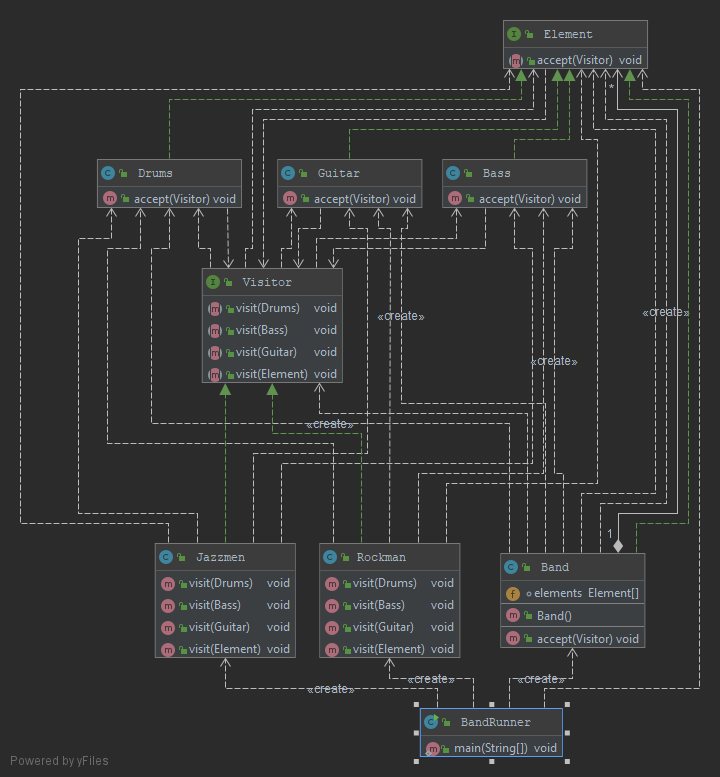 Element
accept(Visitor) void
*
Drums
accept(Visitor) void
Guitar
accept(Visitor) void
Bass
accept(Visitor) void
Visitor
visit(Drums) void
visit(Bass) void
visit(Guitar) void
visit(Element) void
«create»
«create»
«create»
«create»
1
Jazzmen
visit(Drums) void
visit(Bass) void
visit(Guitar) void
visit(Element) void
Rockman
visit(Drums) void
visit(Bass) void
visit(Guitar) void
visit(Element) void
Band
elements Element[]
Band()
accept(Visitor) void
«create»
«create»
«create»
BandRunner
main(String[]) void
Powered by yFiles